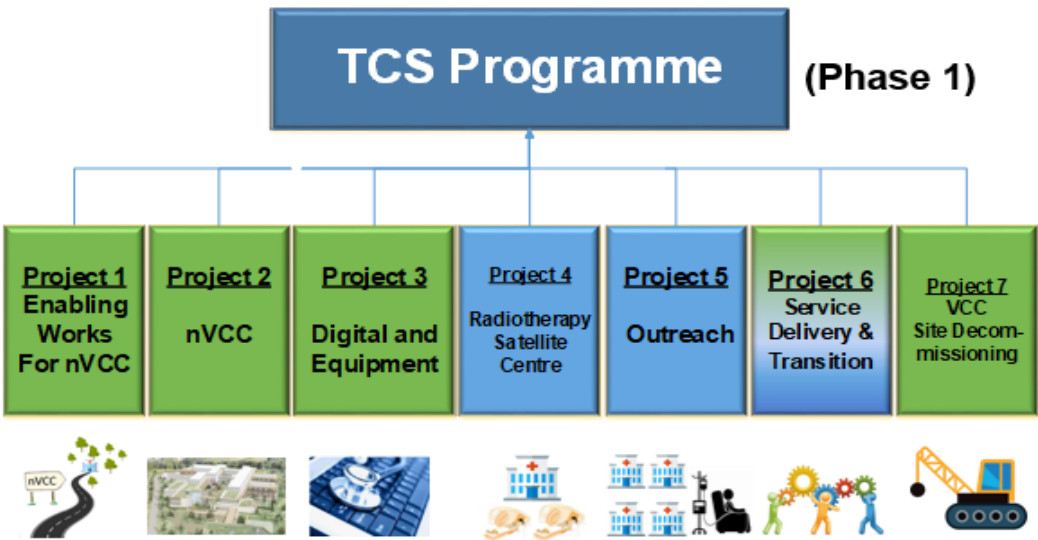 TCS Programme
(Phase 1)
Project 1
Enabling
Works
For nVCC
Project 2
nVCC
Project 3
Digital and
Equipment
Project 4
Radiotherapy
Satellite
Centre
Project 5
Outreach
Project 6
Service
Delivery &
Transition
Project 7
VCC
Site Decom-
missioning
nVCC